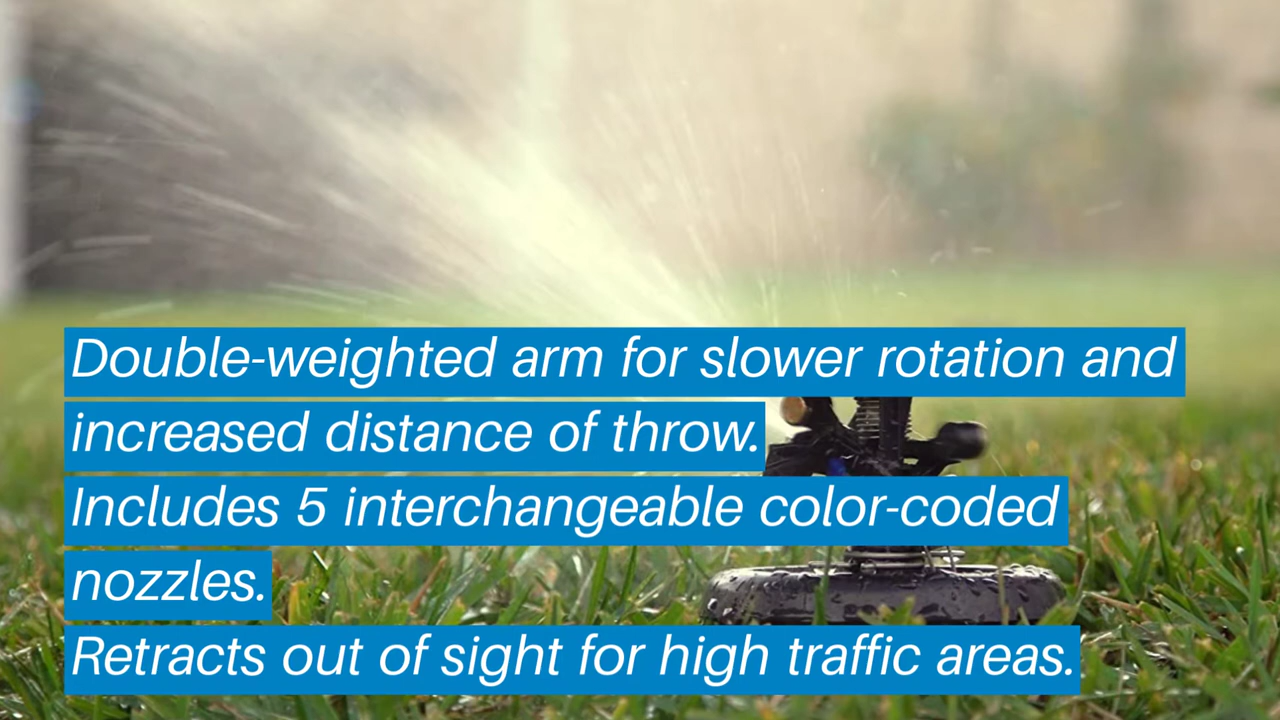 Double-weighted arm for slower rotation and
increased distance of throw.
Includes 5 interchangeable color-coded
nozzles.
Retracts out of sight for high traffic areas.